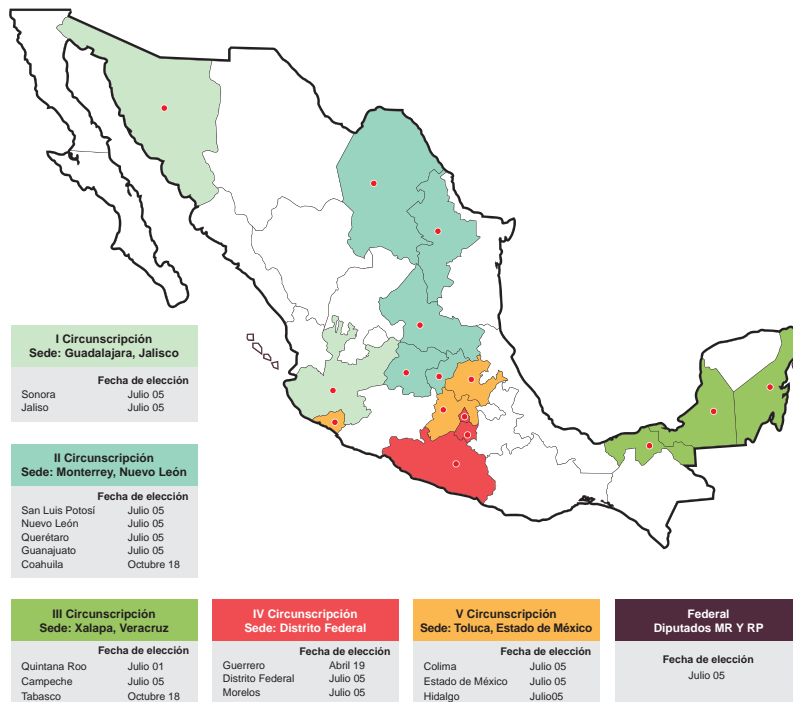 I Circunscripción
Sede: Guadalajara, Jalisco
Fecha de elección
Sonora Julio 05
Jaliso Julio 05
II Circunscripción
Sede: Monterrey, Nuevo León
Fecha de elección
San Luis Potosí Julio 05
Nuevo León Julio 05
Querétaro Julio 05
Guanajuato Julio 05
Coahuila Octubre 18
III Circunscripción
Sede: Xalapa, Veracruz
Fecha de elección
Quintana Roo Julio 01
Campeche Julio 05
Tabasco Octubre 18
IV Circunscripción
Sede: Distrito Federal
Fecha de elección
Guerrero Abril 19
Distrito Federal Julio 05
Morelos Julio 05
V Circunscripción
Sede: Toluca, Estado de México
Fecha de elección
Colima Julio 05
Estado de México Julio 05
Hidalgo Julio05
Federal
Diputados MR Y RP
Fecha de elección
Julio 05